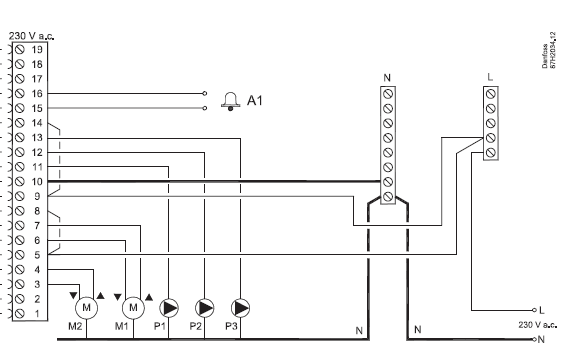 230 V a.c.
19
18
17
16
15
14
13
12
11
10
9
8
7
6
5
4
3
2
1
A1
N
L
Danfoss
87H2034.12
M
M
M2
M1
P1
P2
P3
N
N
L
230 V a.c.
N